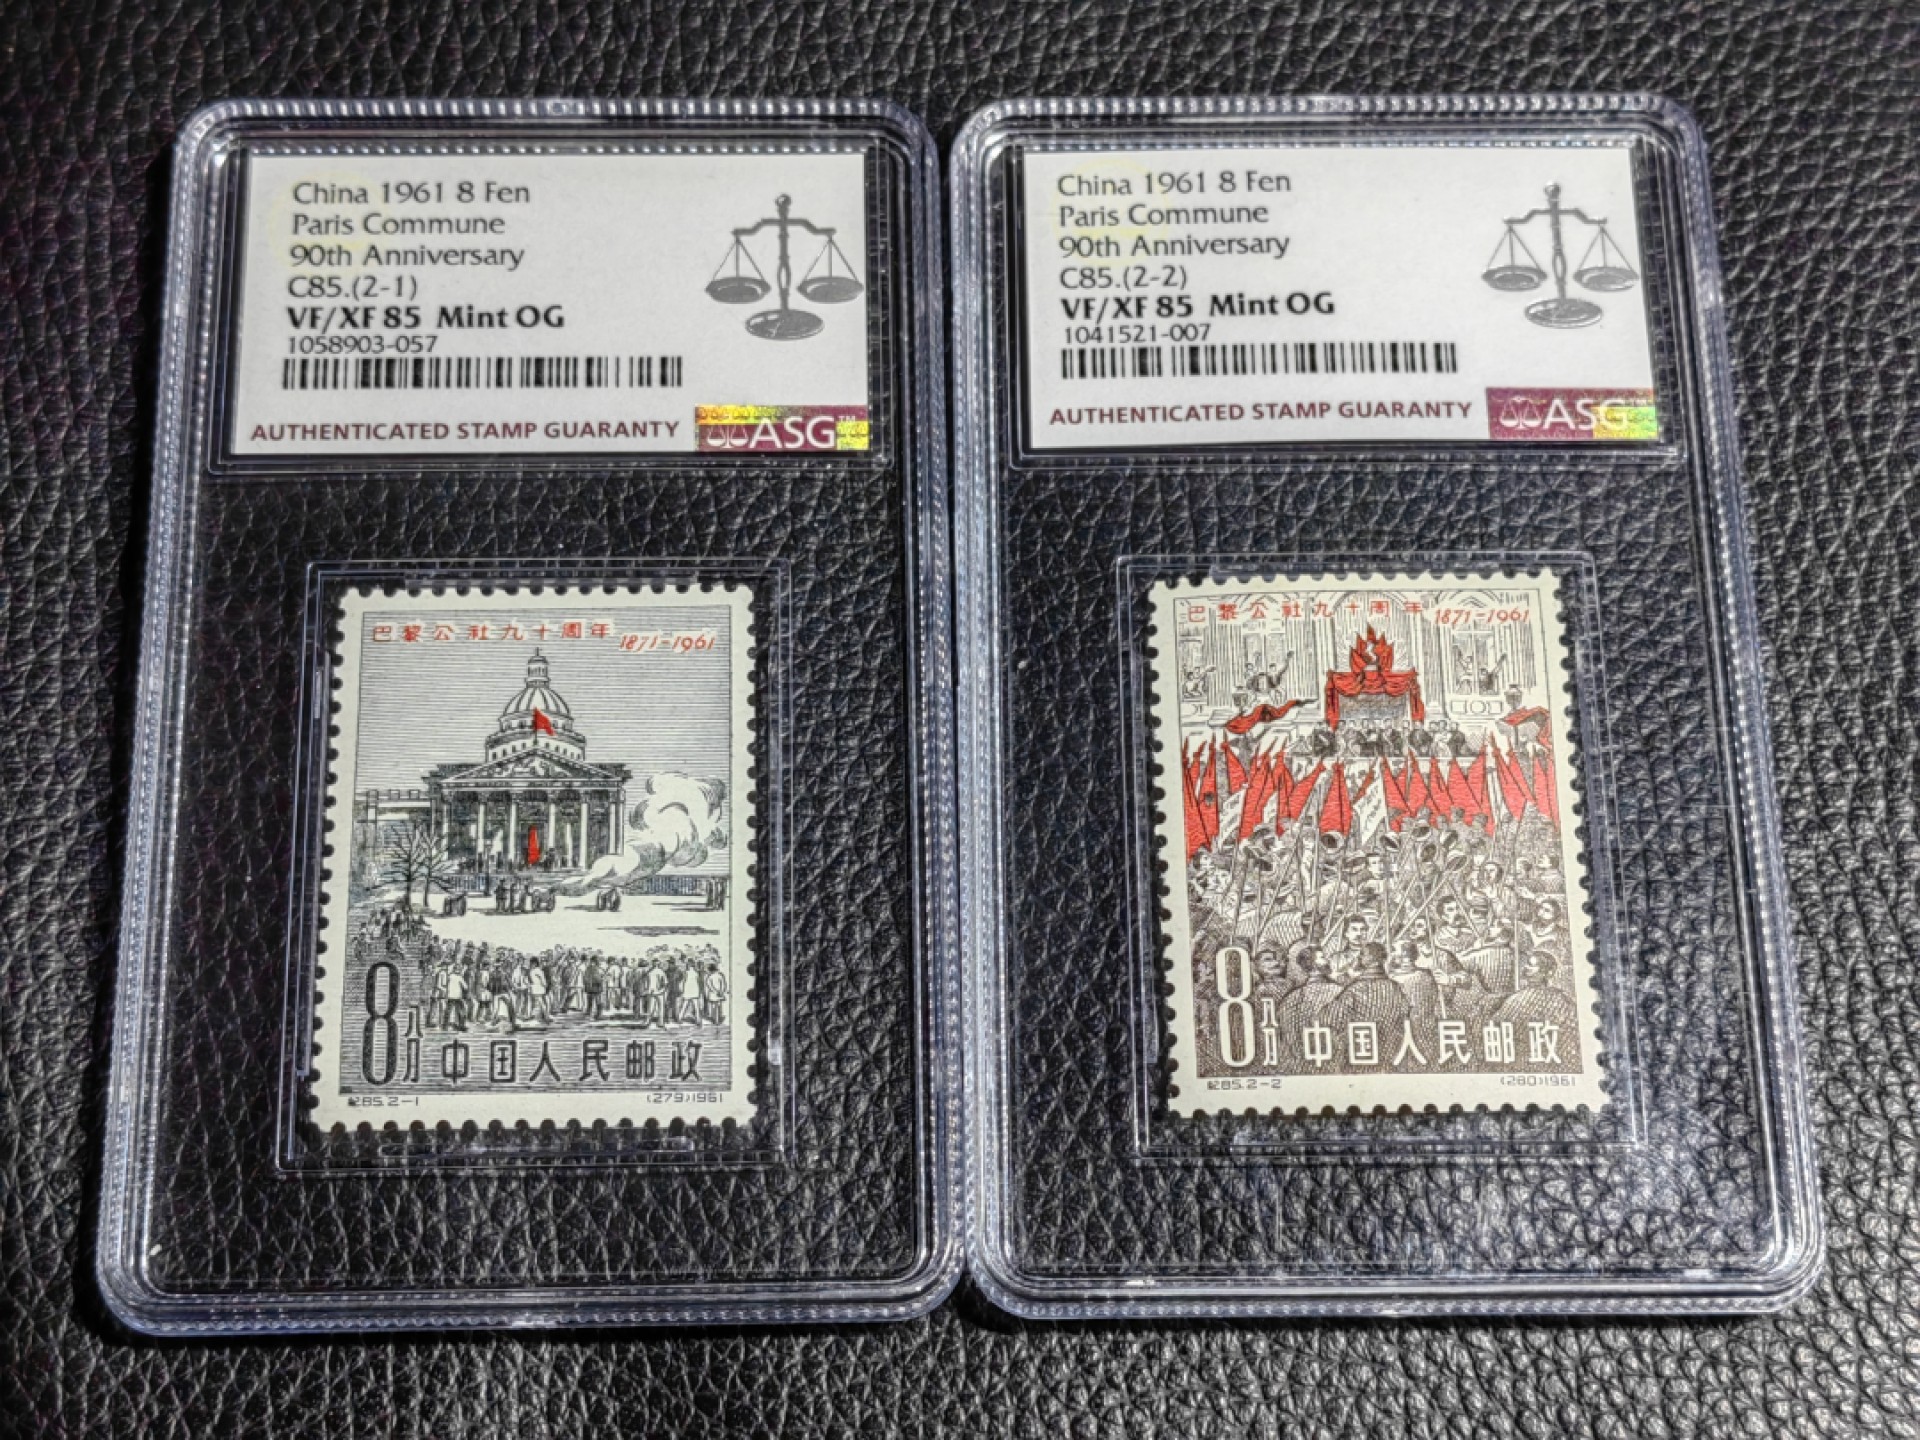 China 1961 8 Fen
Paris Commune
90th Anniversary
C85.(2-1)
VF/XF 85 Mint OG
1058903-057
AUTHENTICATED STAMP GUARANTY
ASG™
巴黎公社九十周年 1871-1961
8八分 中国人民邮政
纪85.2-1 (279)1961
China 1961 8 Fen
Paris Commune
90th Anniversary
C85.(2-2)
VF/XF 85 Mint OG
1041521-007
AUTHENTICATED STAMP GUARANTY
ASG™
巴黎公社九十周年 1871-1961
8八分 中国人民邮政
纪85.2-2 (280)1961